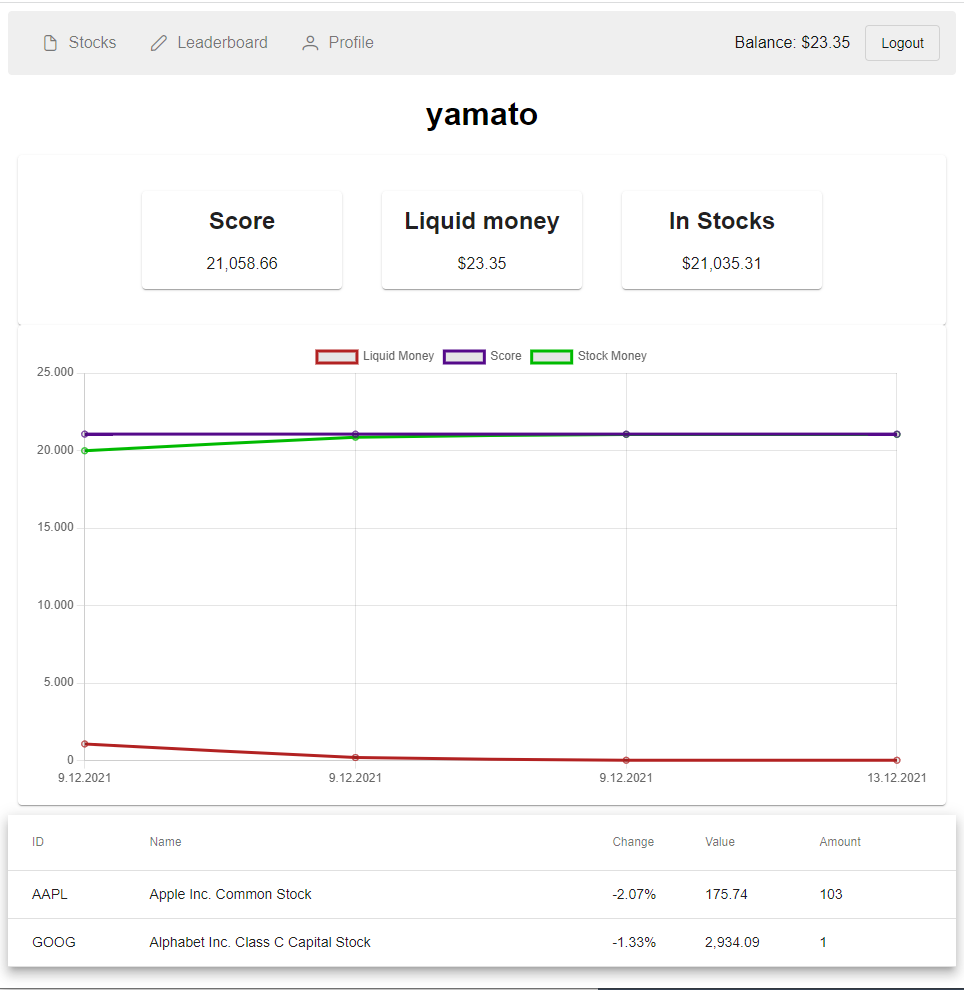 Stocks Leaderboard Profile Balance: $23.35 Logout
yamato
Score Liquid money In Stocks
21,058.66 $23.35 $21,035.31
Liquid Money Score Stock Money
25.000
20.000
15.000
10.000
5.000
0
9.12.2021 9.12.2021 9.12.2021 13.12.2021
ID Name Change Value Amount
AAPL Apple Inc. Common Stock -2.07% 175.74 103
GOOG Alphabet Inc. Class C Capital Stock -1.33% 2,934.09 1